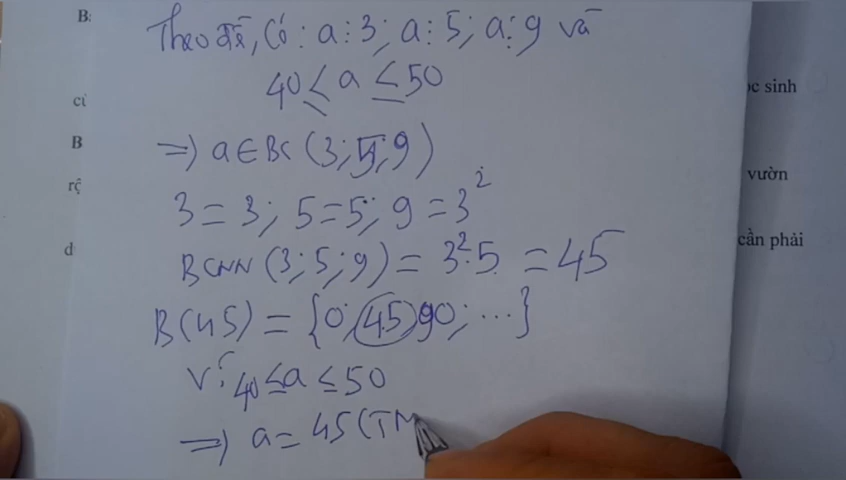 B:
Theo đề, Có: a ⋮ 3; a ⋮ 5; a ⋮ 9 và
40 ≤ a ≤ 50
ọc sinh
củ
B
⇒ a ∈ BC (3; 5; 9)
vườn
rộ
3 = 3; 5 = 5; 9 = 3²
cần phải
d
BCNN (3; 5; 9) = 3².5 = 45
B(45) = {0; 45; 90; ...}
Vì 40 ≤ a ≤ 50
⇒ a = 45 (TM